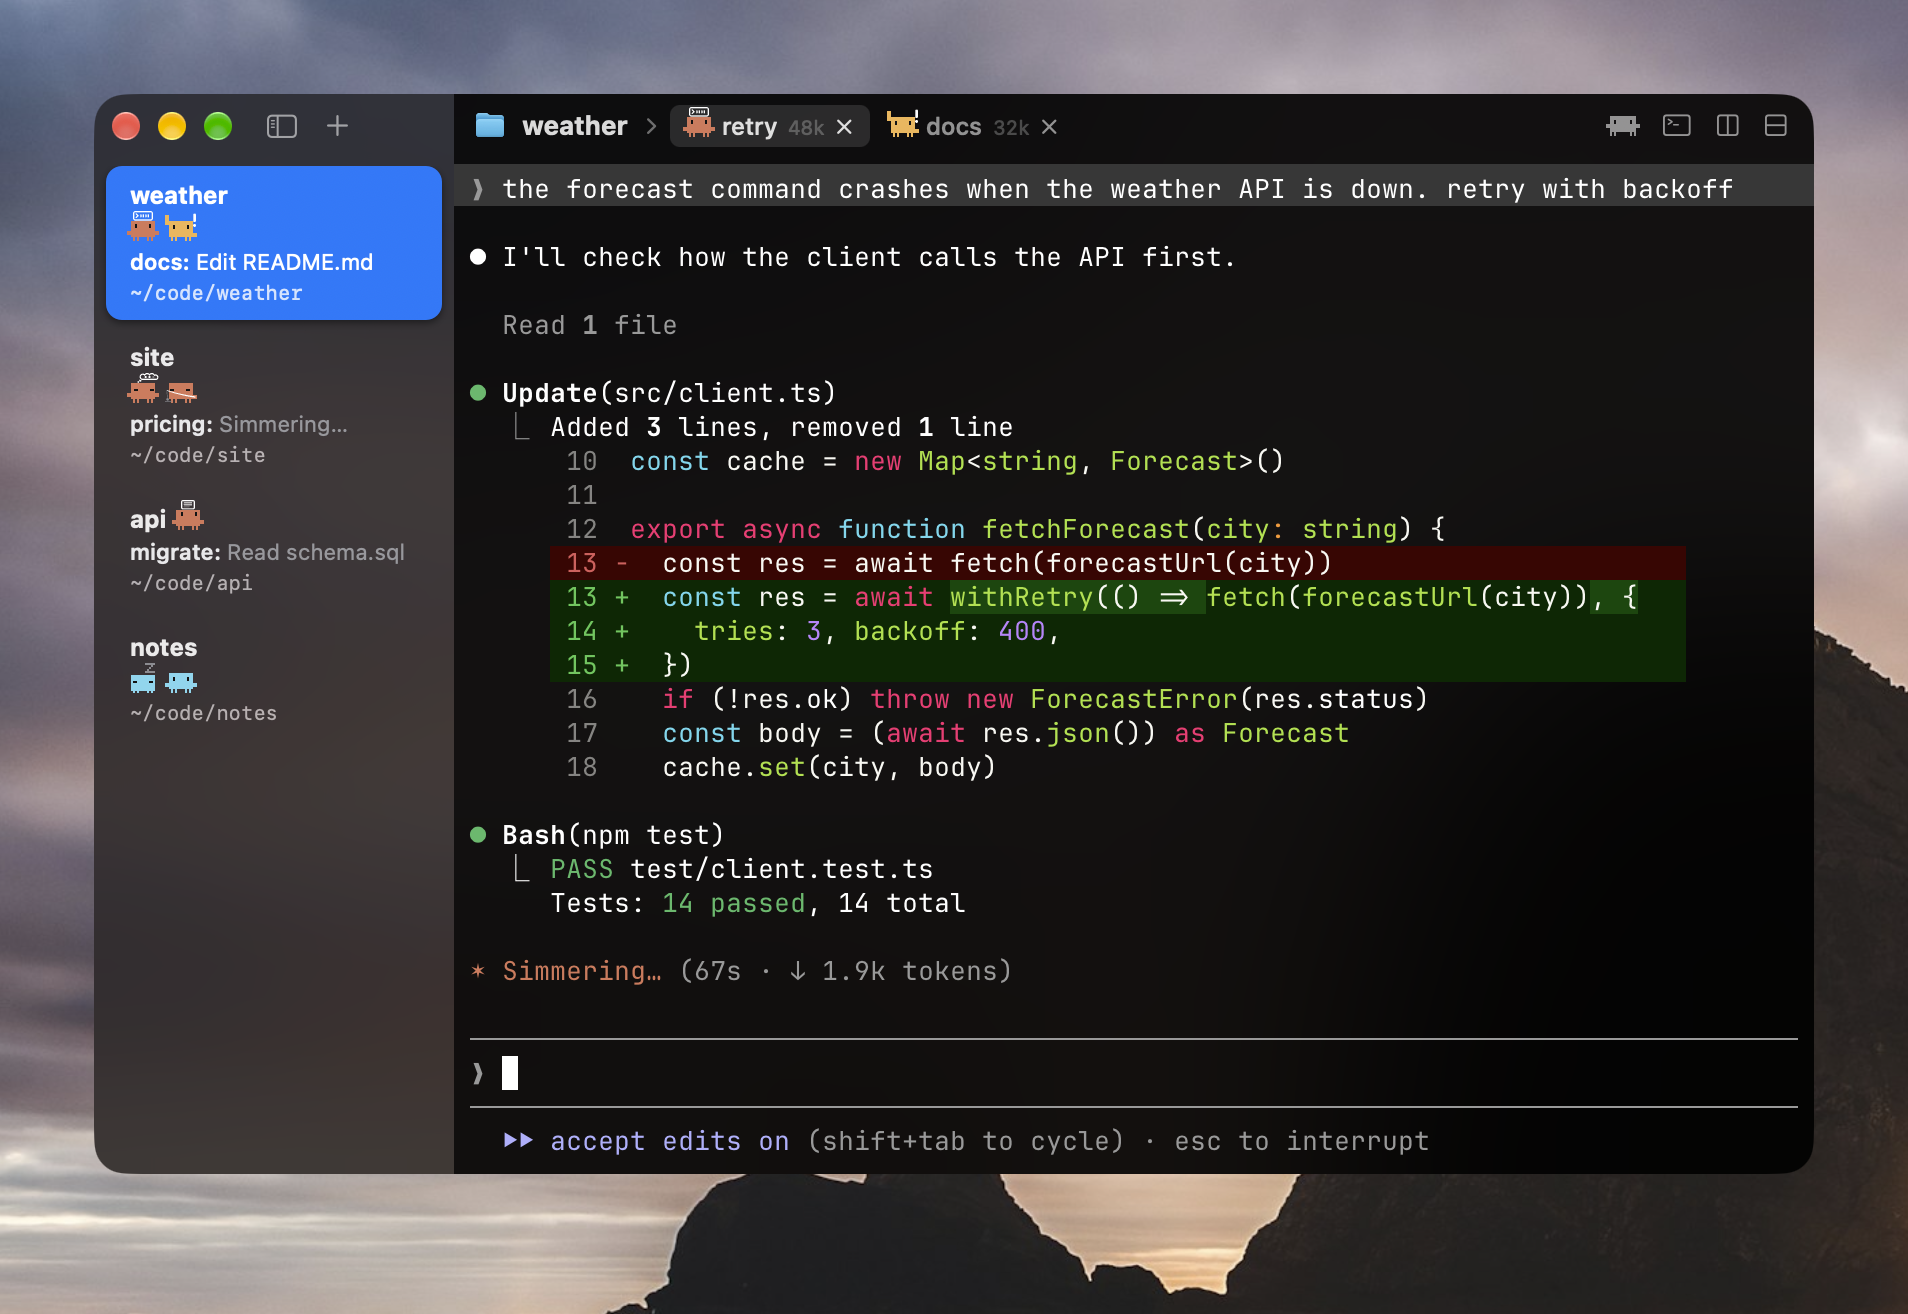 weather
docs: Edit README.md
~/code/weather
site
pricing: Simmering…
~/code/site
api
migrate: Read schema.sql
~/code/api
notes
~/code/notes
weather › retry 48k × docs 32k ×
❯ the forecast command crashes when the weather API is down. retry with backoff
● I'll check how the client calls the API first.
Read 1 file
● Update(src/client.ts)
⎿ Added 3 lines, removed 1 line
10 const cache = new Map<string, Forecast>()
11
12 export async function fetchForecast(city: string) {
13 - const res = await fetch(forecastUrl(city))
13 + const res = await withRetry(() => fetch(forecastUrl(city)), {
14 + tries: 3, backoff: 400,
15 + })
16 if (!res.ok) throw new ForecastError(res.status)
17 const body = (await res.json()) as Forecast
18 cache.set(city, body)
● Bash(npm test)
⎿ PASS test/client.test.ts
Tests: 14 passed, 14 total
✶ Simmering… (67s · ↓ 1.9k tokens)
❯
⏵⏵ accept edits on (shift+tab to cycle) · esc to interrupt